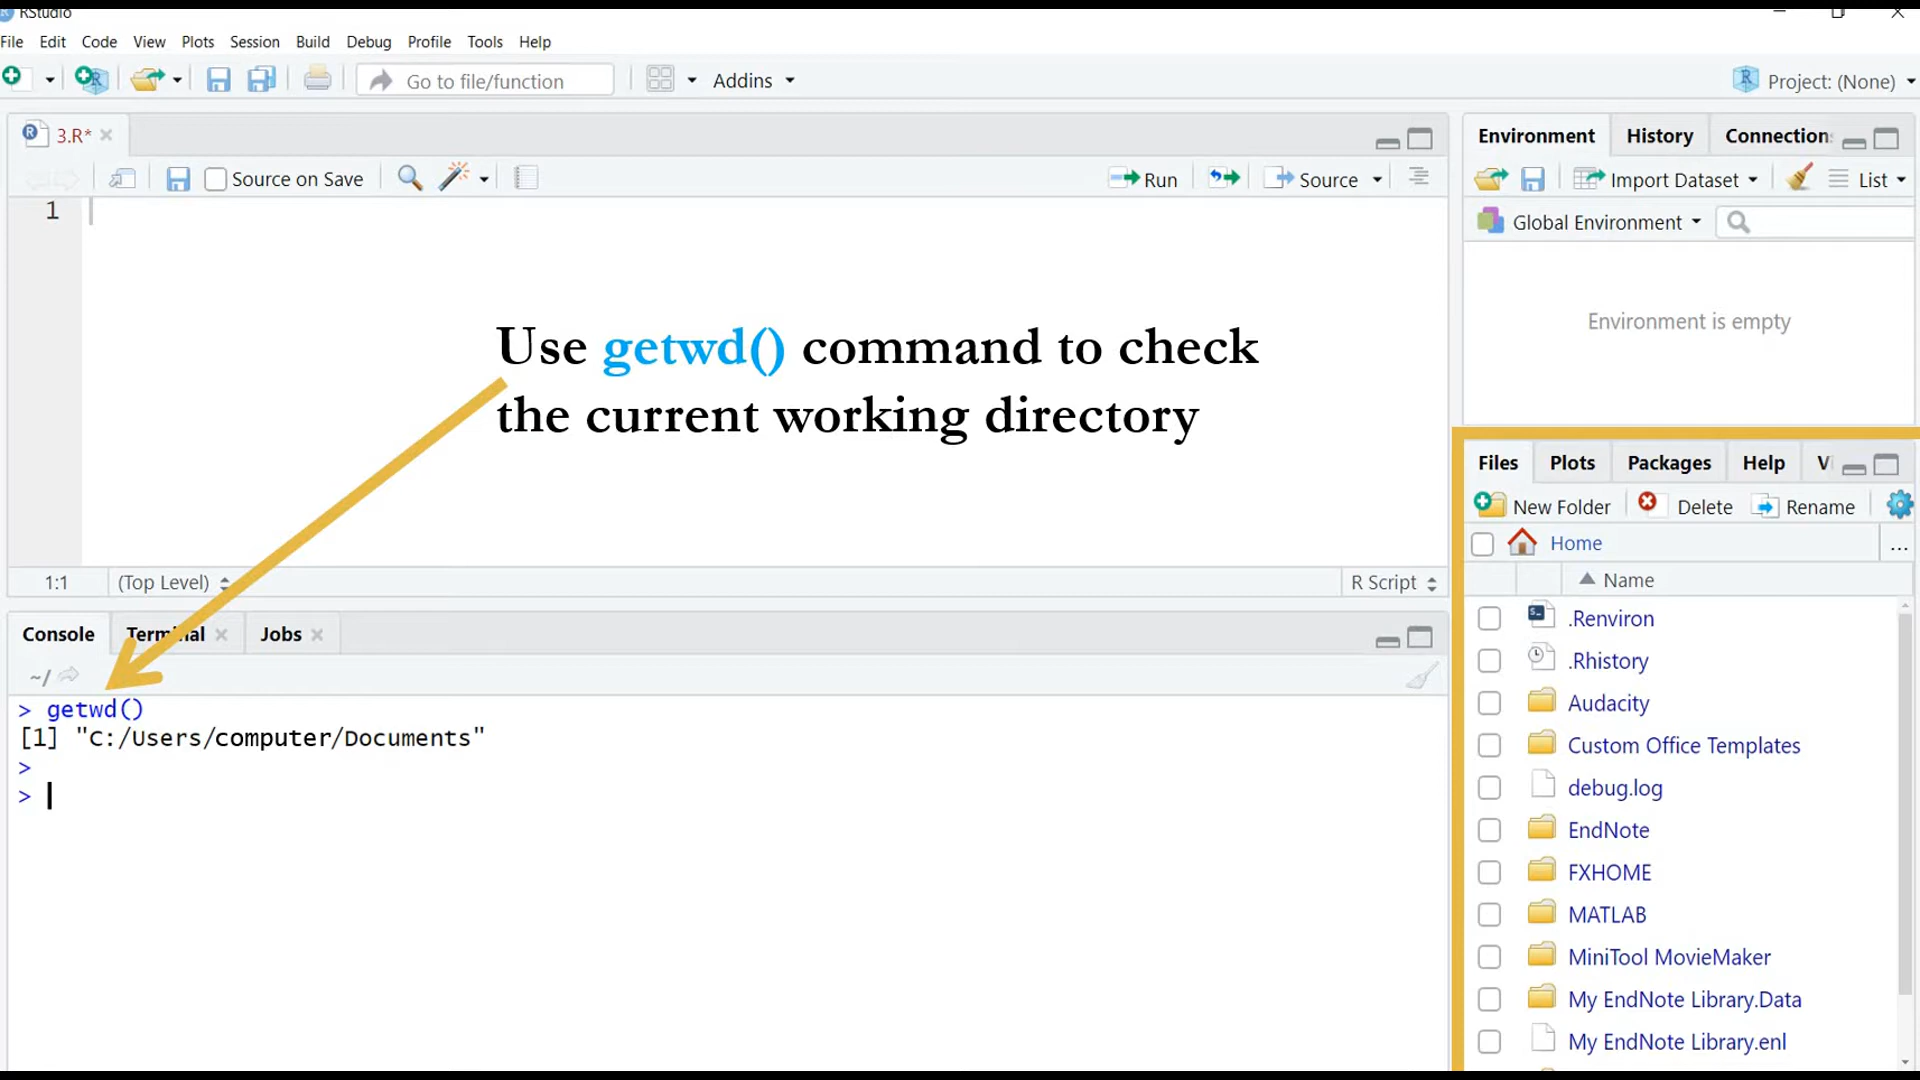 RStudio
File Edit Code View Plots Session Build Debug Profile Tools Help
Go to file/function Addins Project: (None)
3.R*
Source on Save Run Source
1
Use getwd() command to check
the current working directory
1:1 (Top Level) R Script
Console Terminal Jobs
~/
> getwd()
[1] "C:/Users/computer/Documents"
>
>
Environment History Connection
Import Dataset List
Global Environment
Environment is empty
Files Plots Packages Help Vi
New Folder Delete Rename
Home ...
Name
.Renviron
.Rhistory
Audacity
Custom Office Templates
debug.log
EndNote
FXHOME
MATLAB
MiniTool MovieMaker
My EndNote Library.Data
My EndNote Library.enl